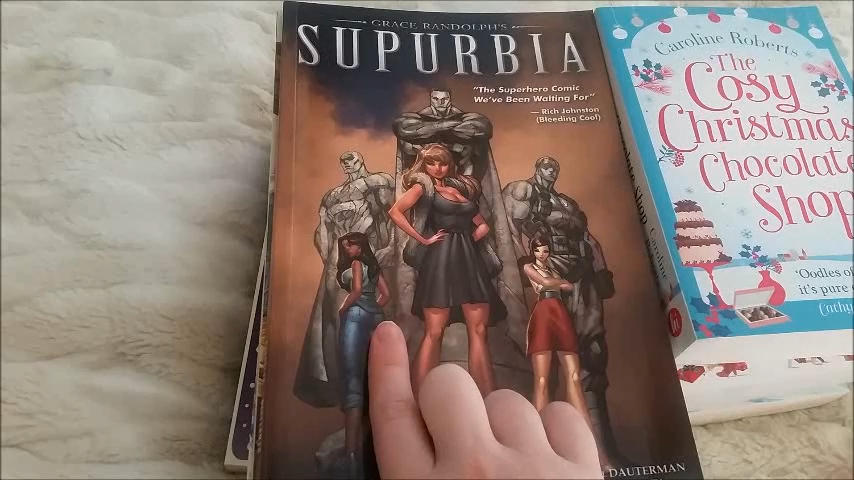 GRACE RANDOLPH'S
SUPURBIA
"The Superhero Comic
We've Been Waiting For"
— Rich Johnston
(Bleeding Cool)
DAUTERMAN
Caroline Roberts
The
Cosy
Christmas
Chocolate
Shop
'Oodles of
it's pure
Cathy